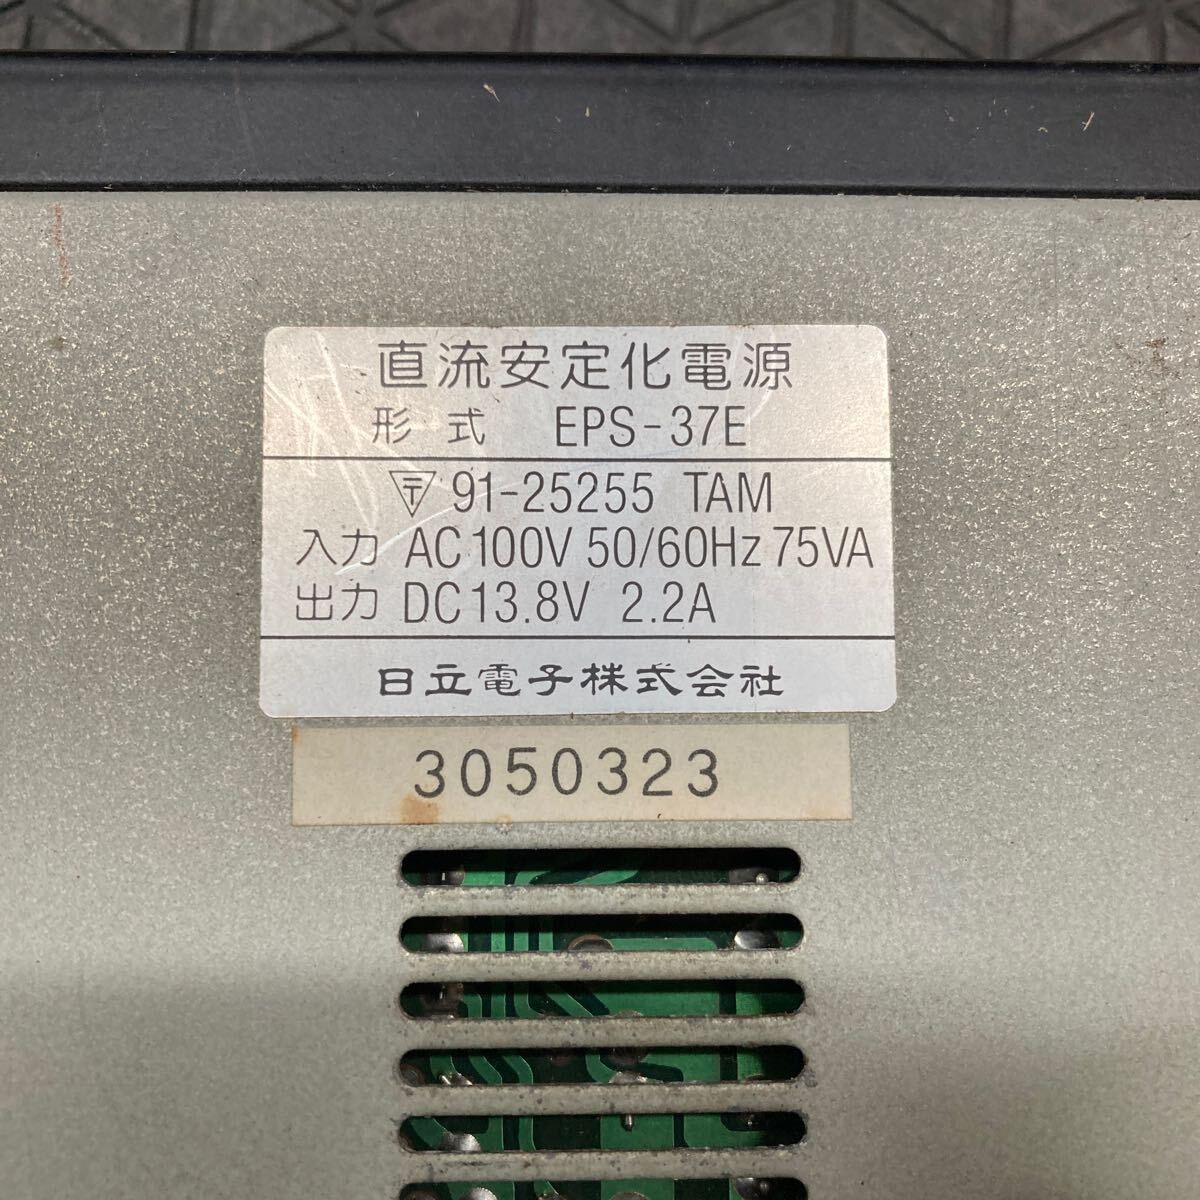 直流安定化電源
形式 EPS-37E
〒 91-25255 TAM
入力 AC100V 50/60Hz 75VA
出力 DC13.8V 2.2A
日立電子株式会社
3050323